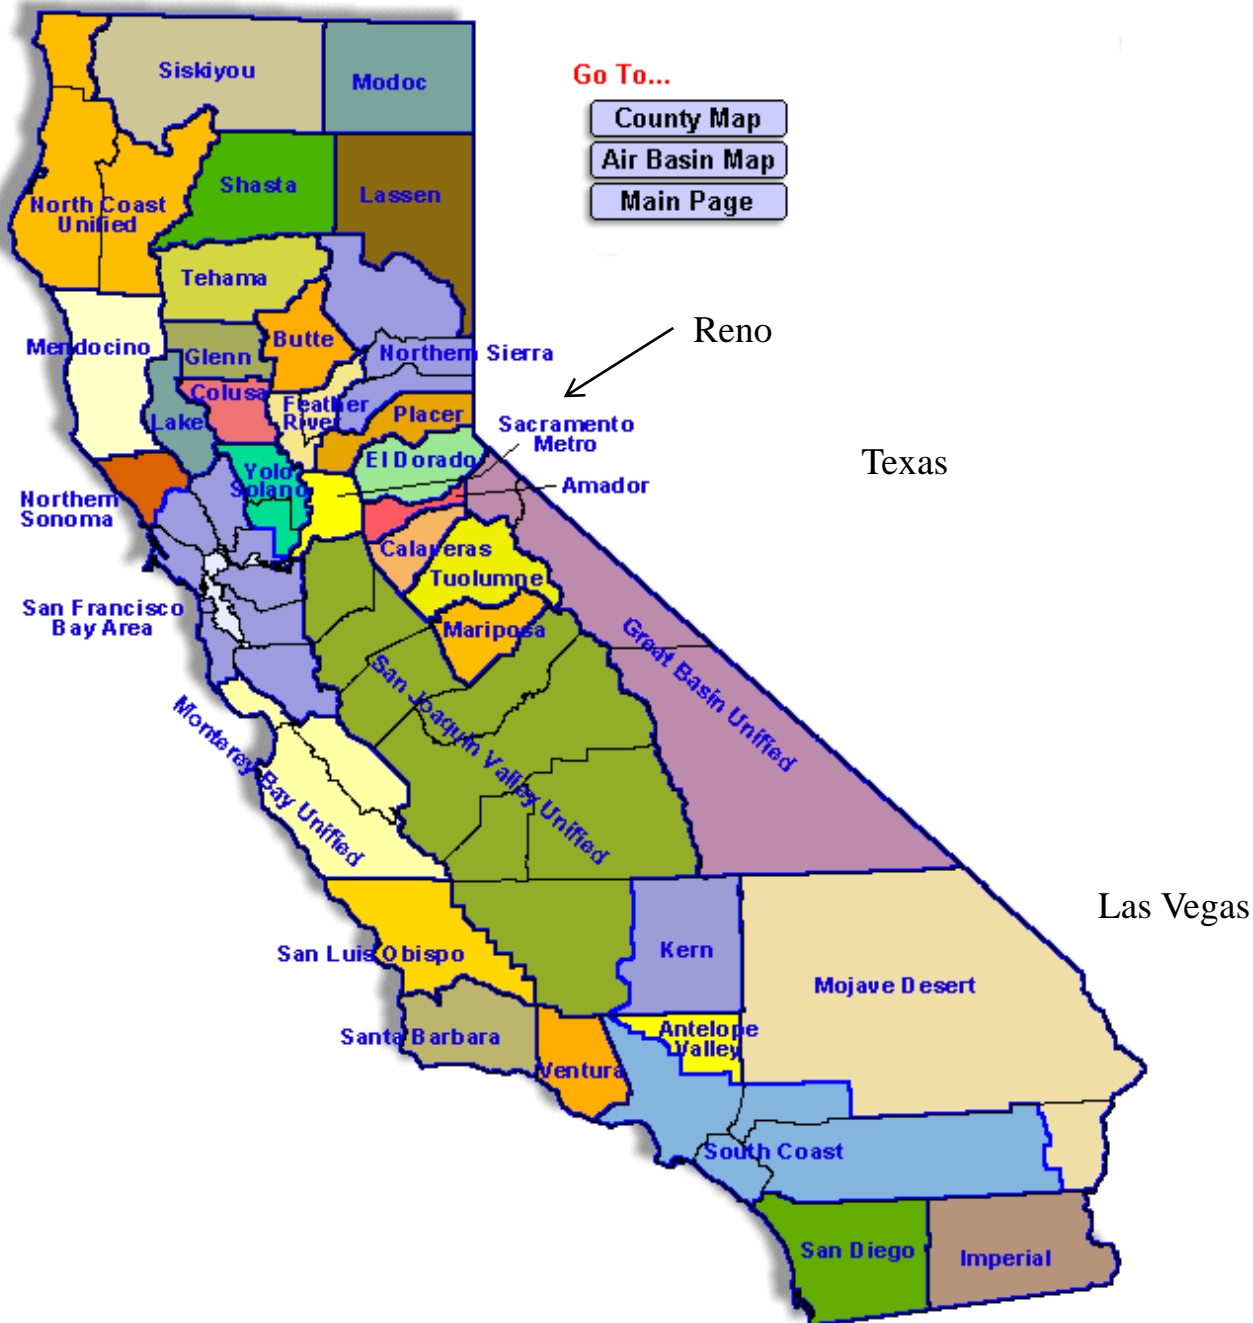 Siskiyou
Modoc
Go To...
County Map
Air Basin Map
Main Page
Shasta
Lassen
North Coast
Unified
Tehama
Reno
Butte
Mendocino
Glenn
Northern Sierra
Colusa
Feather
River
Placer
Lake
Sacramento
Metro
El Dorado
Texas
Yolo
Solano
Amador
Northern
Sonoma
Calaveras
Tuolumne
San Francisco
Bay Area
Mariposa
Great Basin Unified
San Joaquin Valley Unified
Monterey Bay Unified
Las Vegas
San Luis Obispo
Kern
Mojave Desert
Santa Barbara
Antelope
Valley
Ventura
South Coast
San Diego
Imperial